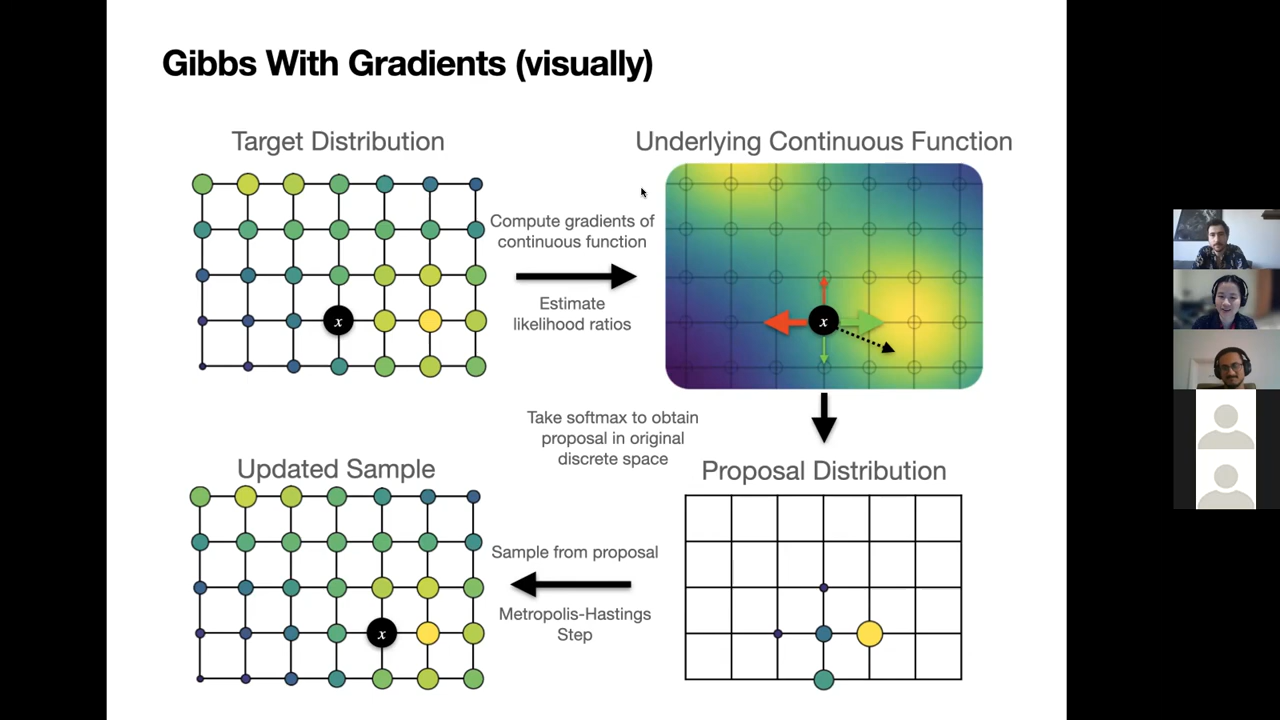 Gibbs With Gradients (visually)
Target Distribution
Underlying Continuous Function
Compute gradients of
continuous function
Estimate
likelihood ratios
x
x
Take softmax to obtain
proposal in original
discrete space
Updated Sample
Proposal Distribution
Sample from proposal
Metropolis-Hastings
Step
x